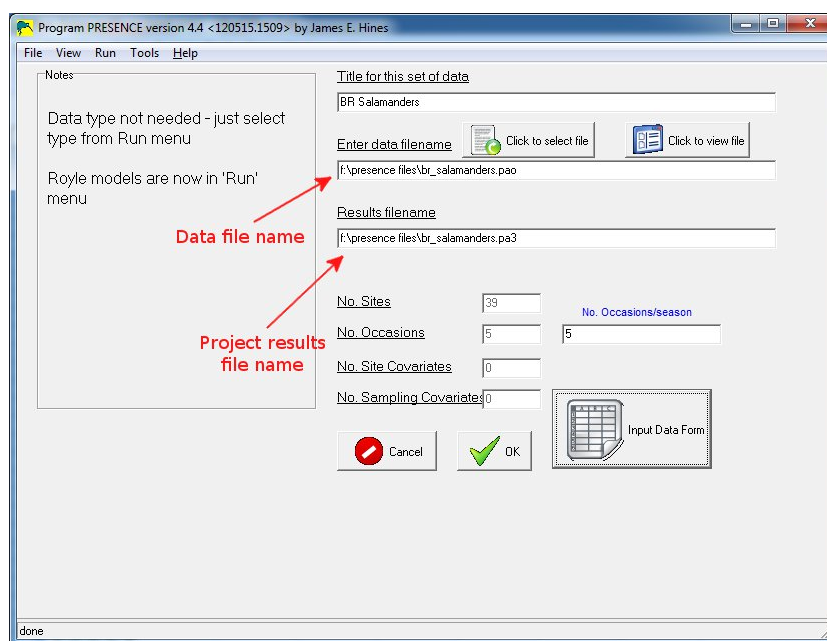 Program PRESENCE version 4.4 <120515.1509> by James E. Hines
File View Run Tools Help
Notes
Data type not needed - just select
type from Run menu
Royle models are now in 'Run'
menu
Title for this set of data
BR Salamanders
Enter data filename
Click to select file
Click to view file
f:\presence files\br_salamanders.pao
Data file name
Results filename
f:\presence files\br_salamanders.pa3
Project results
file name
No. Sites
39
No. Occasions/season
No. Occasions
5
5
No. Site Covariates
0
No. Sampling Covariates
0
Input Data Form
Cancel
OK
done